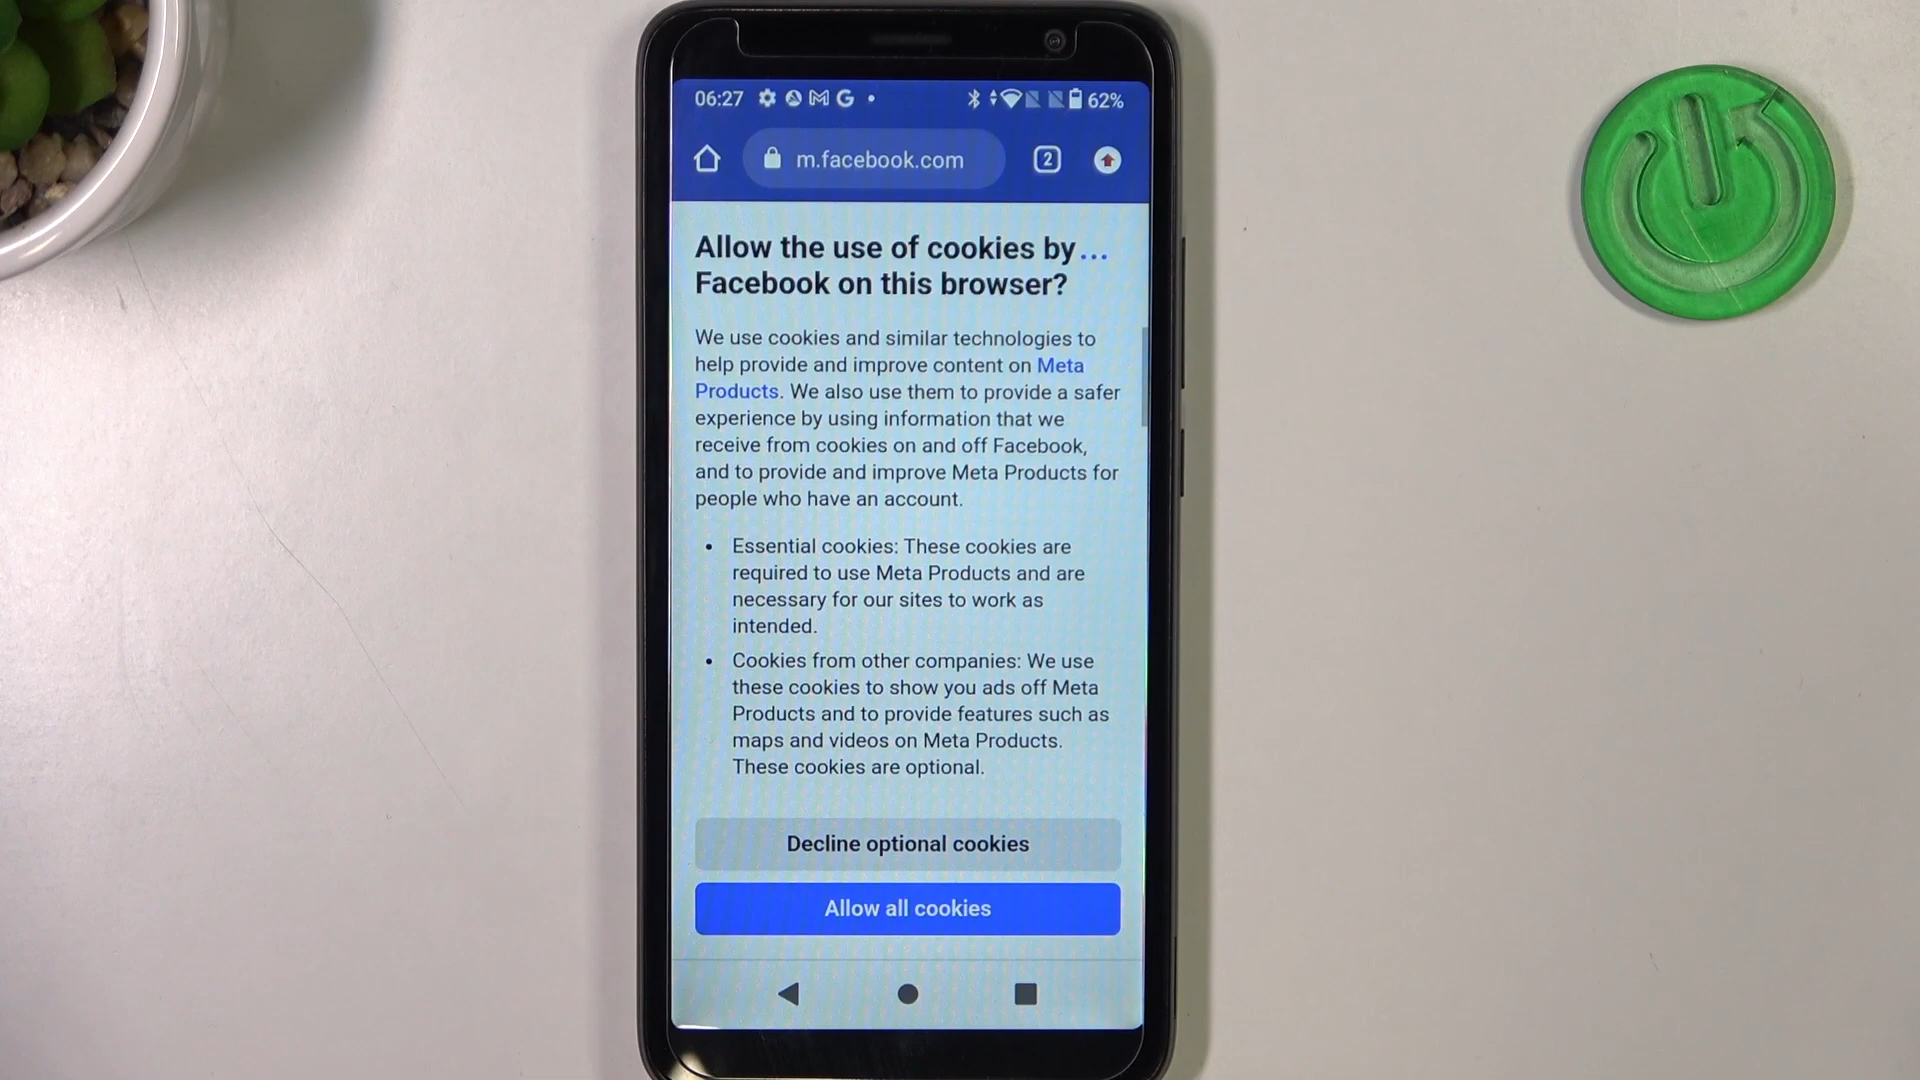 06:27 62%
m.facebook.com 2
Allow the use of cookies by...
Facebook on this browser?
We use cookies and similar technologies to
help provide and improve content on Meta
Products. We also use them to provide a safer
experience by using information that we
receive from cookies on and off Facebook,
and to provide and improve Meta Products for
people who have an account.
• Essential cookies: These cookies are
required to use Meta Products and are
necessary for our sites to work as
intended.
• Cookies from other companies: We use
these cookies to show you ads off Meta
Products and to provide features such as
maps and videos on Meta Products.
These cookies are optional.
Decline optional cookies
Allow all cookies